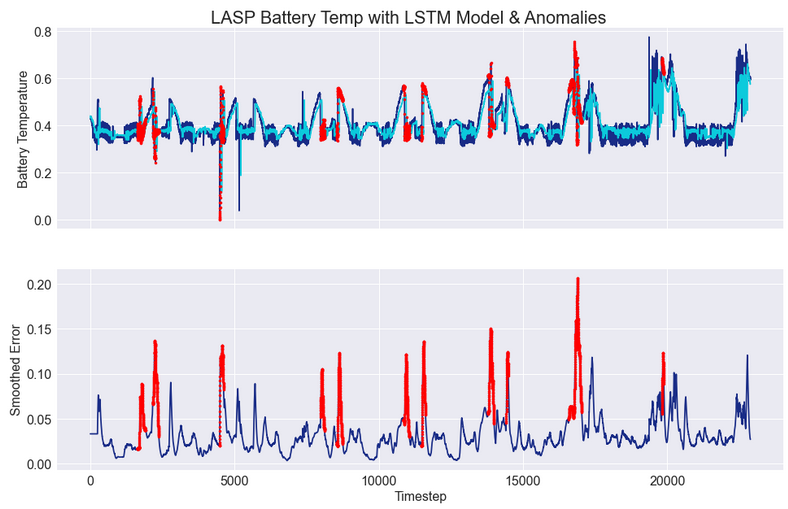 LASP Battery Temp with LSTM Model & Anomalies
Battery Temperature
0.8
0.6
0.4
0.2
0.0
Smoothed Error
0.20
0.15
0.10
0.05
0.00
0 5000 10000 15000 20000
Timestep